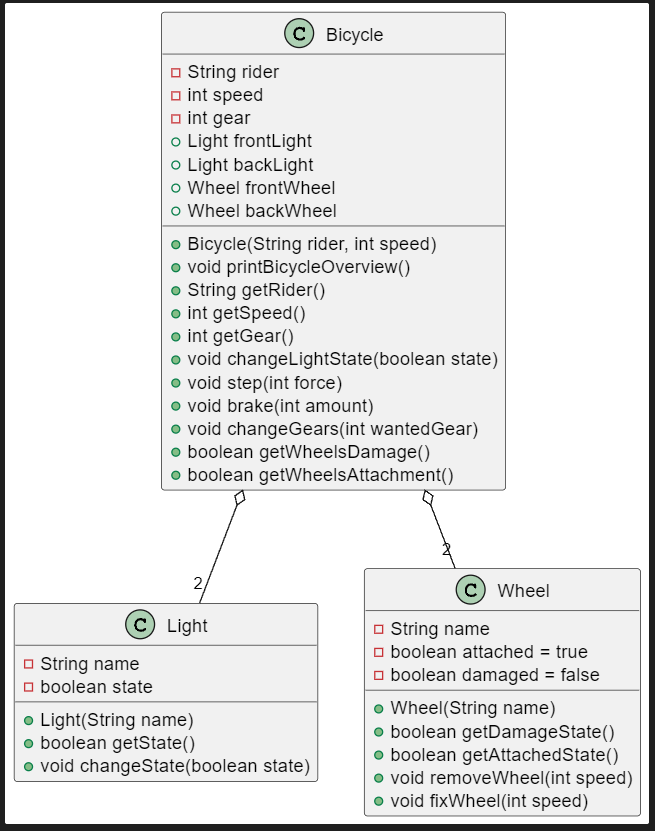 C Bicycle
String rider
int speed
int gear
Light frontLight
Light backLight
Wheel frontWheel
Wheel backWheel
Bicycle(String rider, int speed)
void printBicycleOverview()
String getRider()
int getSpeed()
int getGear()
void changeLightState(boolean state)
void step(int force)
void brake(int amount)
void changeGears(int wantedGear)
boolean getWheelsDamage()
boolean getWheelsAttachment()
2
2
C Light
String name
boolean state
Light(String name)
boolean getState()
void changeState(boolean state)
C Wheel
String name
boolean attached = true
boolean damaged = false
Wheel(String name)
boolean getDamageState()
boolean getAttachedState()
void removeWheel(int speed)
void fixWheel(int speed)